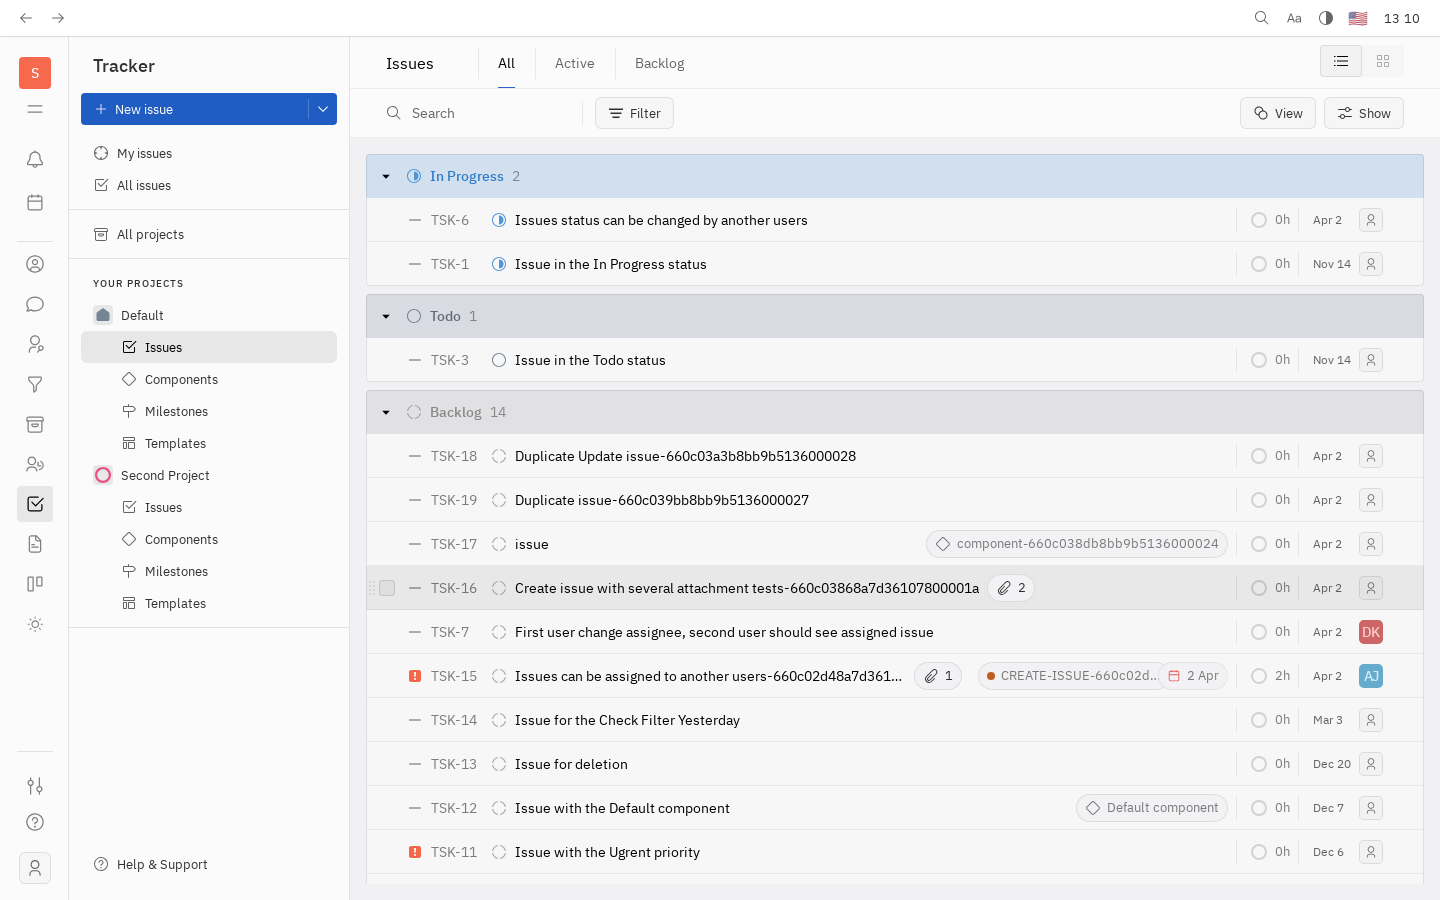 Aa 13 10
S
Tracker
New issue
My issues
All issues
All projects
YOUR PROJECTS
Default
Issues
Components
Milestones
Templates
Second Project
Issues
Components
Milestones
Templates
Help & Support
Issues All Active Backlog
Search Filter View Show
In Progress 2
TSK-6 Issues status can be changed by another users 0h Apr 2
TSK-1 Issue in the In Progress status 0h Nov 14
Todo 1
TSK-3 Issue in the Todo status 0h Nov 14
Backlog 14
TSK-18 Duplicate Update issue-660c03a3b8bb9b5136000028 0h Apr 2
TSK-19 Duplicate issue-660c039bb8bb9b5136000027 0h Apr 2
TSK-17 issue component-660c038db8bb9b5136000024 0h Apr 2
TSK-16 Create issue with several attachment tests-660c03868a7d36107800001a 2 0h Apr 2
TSK-7 First user change assignee, second user should see assigned issue 0h Apr 2 DK
TSK-15 Issues can be assigned to another users-660c02d48a7d361... 1 CREATE-ISSUE-660c02d... 2 Apr 2h Apr 2 AJ
TSK-14 Issue for the Check Filter Yesterday 0h Mar 3
TSK-13 Issue for deletion 0h Dec 20
TSK-12 Issue with the Default component Default component 0h Dec 7
TSK-11 Issue with the Ugrent priority 0h Dec 6